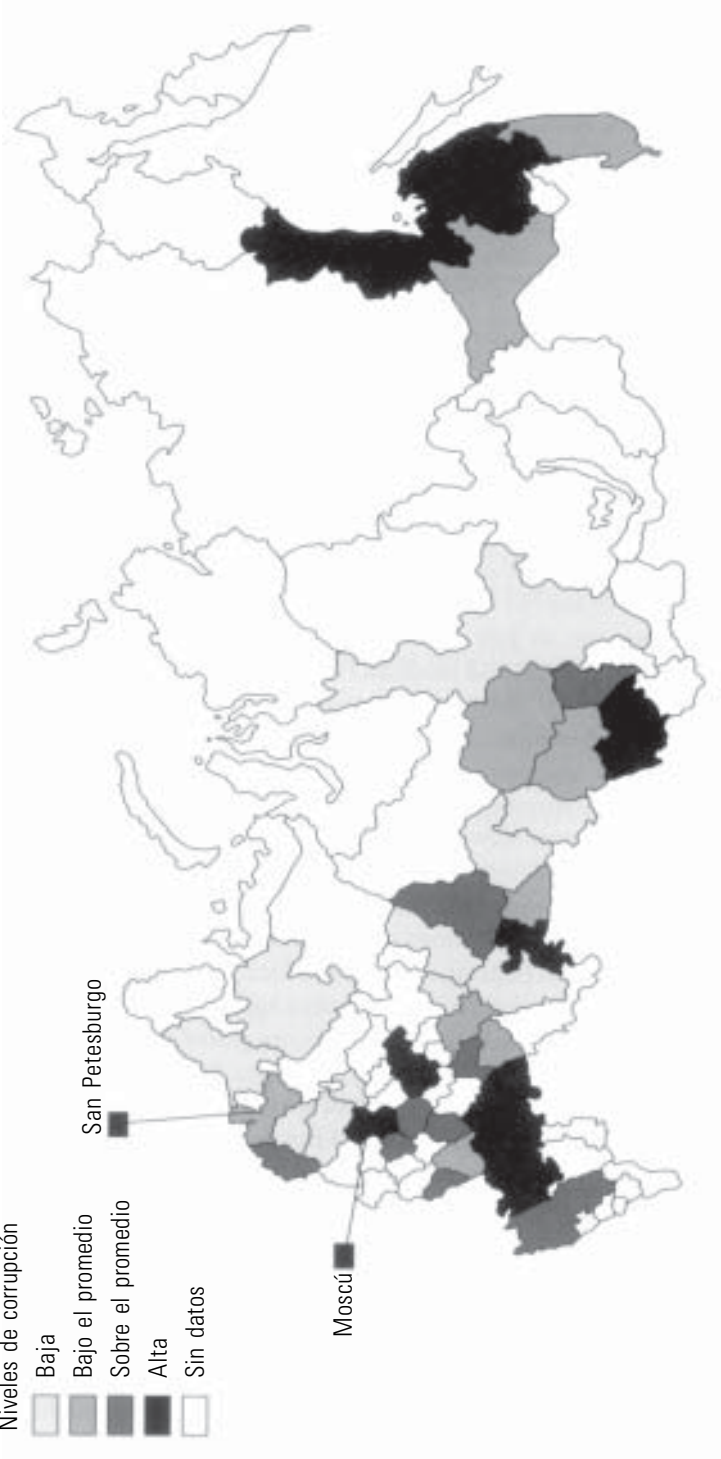 Niveles de corrupción
Baja
Bajo el promedio
Sobre el promedio
Alta
Sin datos
San Petesburgo
Moscú